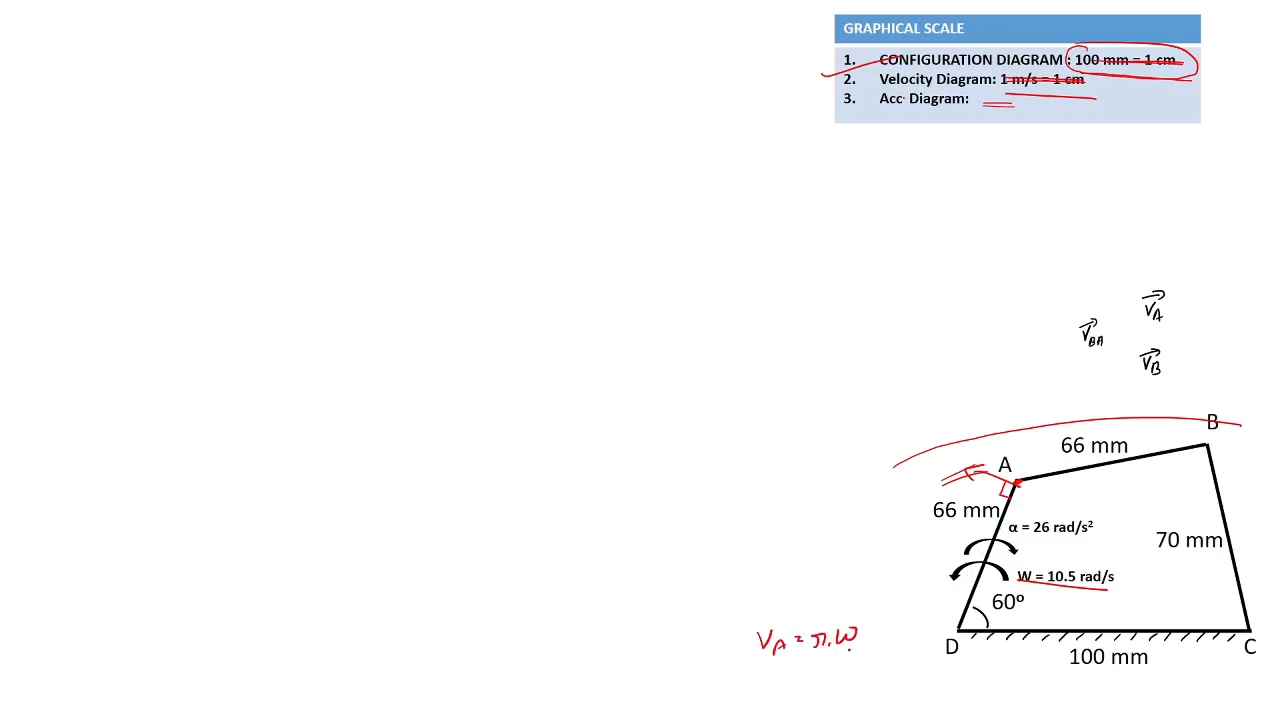 GRAPHICAL SCALE
1. CONFIGURATION DIAGRAM : 100 mm = 1 cm
2. Velocity Diagram: 1 m/s = 1 cm
3. Acc. Diagram:
V_A
V_BA
V_B
B
66 mm
A
66 mm
α = 26 rad/s²
70 mm
W = 10.5 rad/s
60°
V_A = r.ω
D
C
100 mm